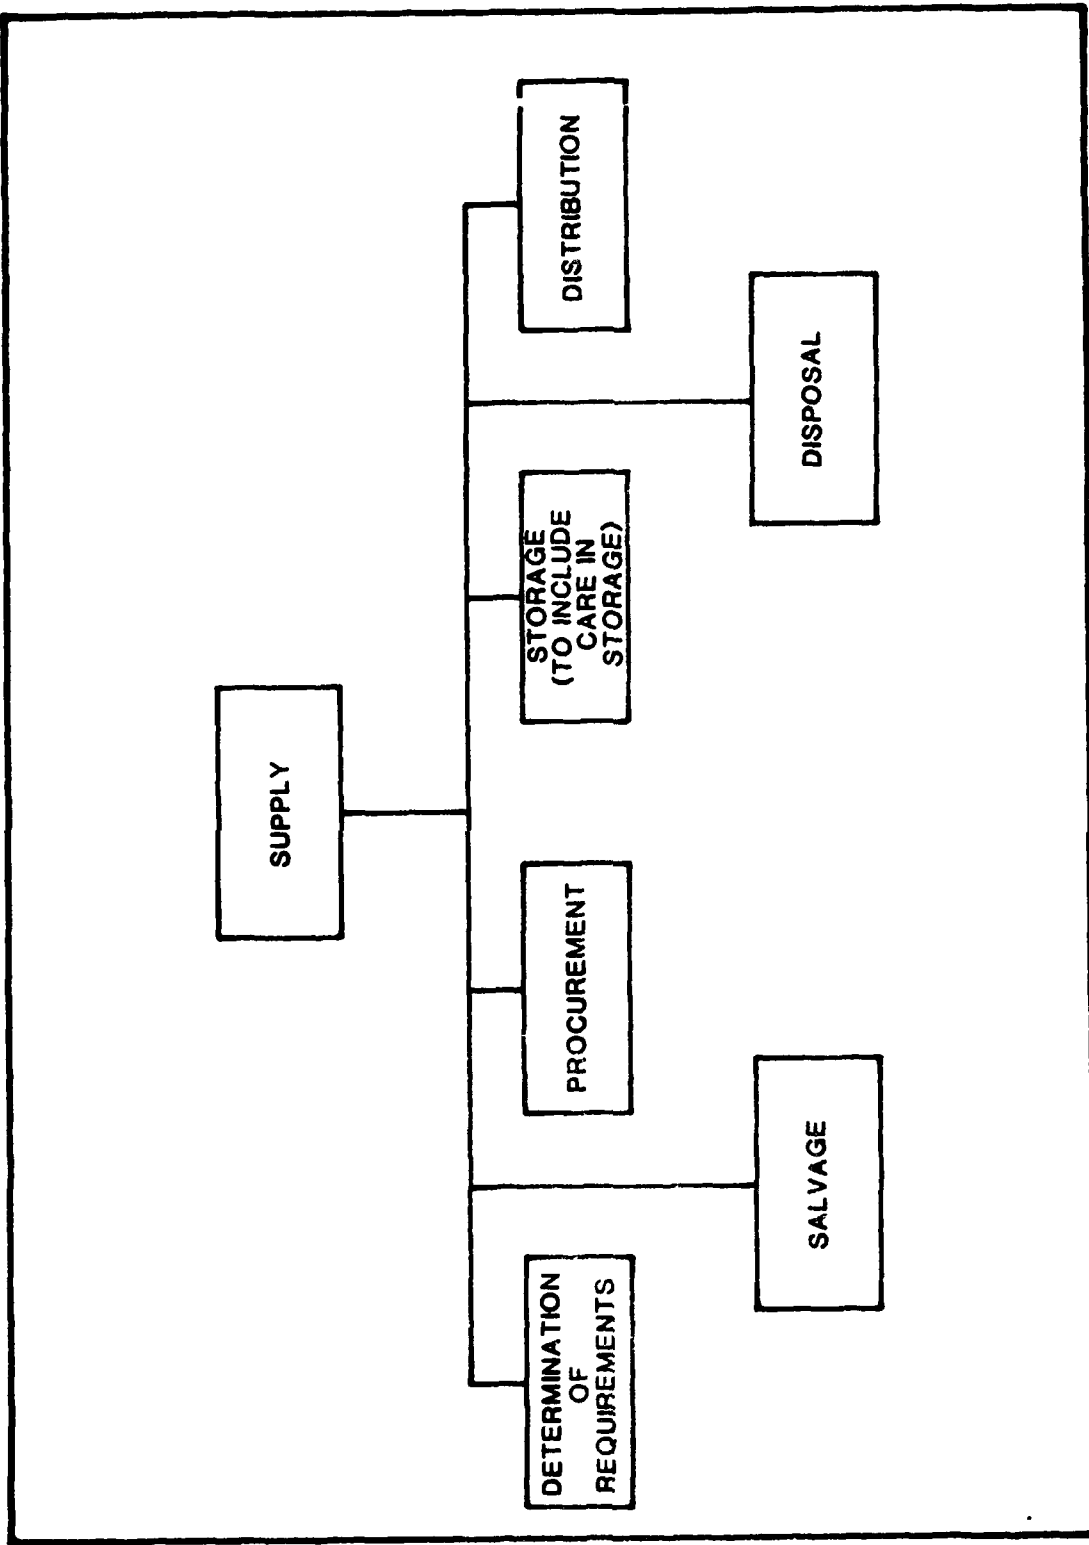 SUPPLY
DETERMINATION
OF
REQUIREMENTS
PROCUREMENT
STORAGE
(TO INCLUDE
CARE IN
STORAGE)
DISTRIBUTION
SALVAGE
DISPOSAL